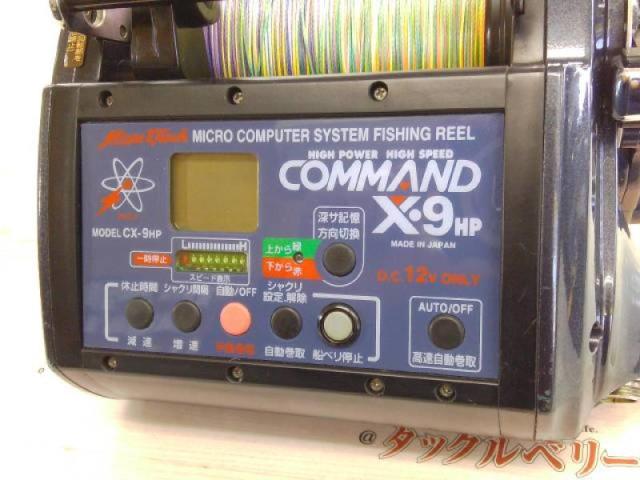 Miya Epoch MICRO COMPUTER SYSTEM FISHING REEL
HIGH POWER HIGH SPEED
COMMAND
X・9HP
MADE IN JAPAN
MODEL CX-9HP
L H
一時停止
スピード表示
上から緑
下から赤
深サ記憶
方向切換
D.C. 12V ONLY
休止時間
シャクリ間隔
自動/OFF
シャクリ
設定.解除
AUTO/OFF
減速
増速
自動巻取
船ベリ停止
高速自動巻取
@タックルベリー